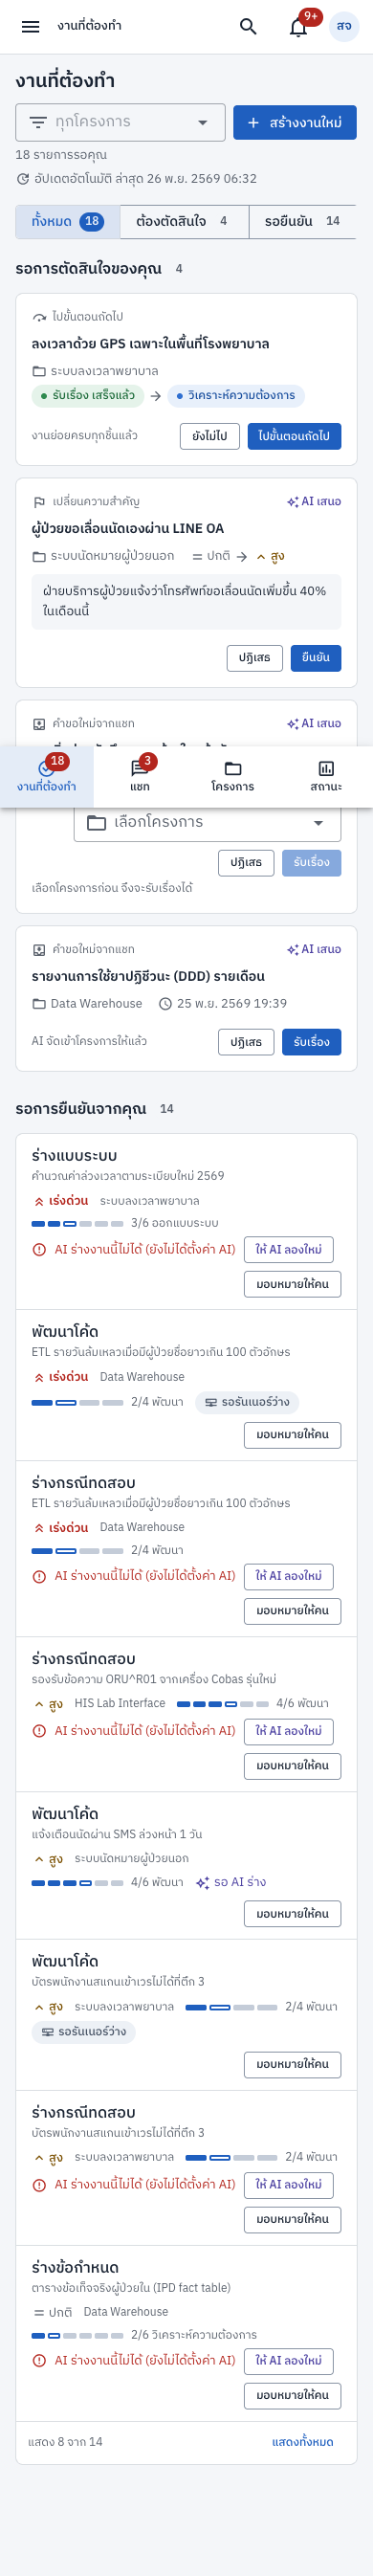 งานที่ต้องทำ
9+
สจ
งานที่ต้องทำ
ทุกโครงการ
สร้างงานใหม่
18 รายการรอคุณ
อัปเดตอัตโนมัติ ล่าสุด 26 พ.ย. 2569 06:32
ทั้งหมด 18
ต้องตัดสินใจ 4
รอยืนยัน 14
รอการตัดสินใจของคุณ 4
ไปขั้นตอนถัดไป
ลงเวลาด้วย GPS เฉพาะในพื้นที่โรงพยาบาล
ระบบลงเวลาพยาบาล
รับเรื่อง เสร็จแล้ว → วิเคราะห์ความต้องการ
งานย่อยครบทุกชิ้นแล้ว
ยังไม่ไป
ไปขั้นตอนถัดไป
เปลี่ยนความสำคัญ
AI เสนอ
ผู้ป่วยขอเลื่อนนัดเองผ่าน LINE OA
ระบบนัดหมายผู้ป่วยนอก
ปกติ → สูง
ฝ่ายบริการผู้ป่วยแจ้งว่าโทรศัพท์ขอเลื่อนนัดเพิ่มขึ้น 40%
ในเดือนนี้
ปฏิเสธ
ยืนยัน
คำขอใหม่จากแชท
AI เสนอ
18
งานที่ต้องทำ
3
แชท
โครงการ
สถานะ
เลือกโครงการ
ปฏิเสธ
รับเรื่อง
เลือกโครงการก่อน จึงจะรับเรื่องได้
คำขอใหม่จากแชท
AI เสนอ
รายงานการใช้ยาปฏิชีวนะ (DDD) รายเดือน
Data Warehouse
25 พ.ย. 2569 19:39
AI จัดเข้าโครงการให้แล้ว
ปฏิเสธ
รับเรื่อง
รอการยืนยันจากคุณ 14
ร่างแบบระบบ
คำนวณค่าล่วงเวลาตามระเบียบใหม่ 2569
เร่งด่วน
ระบบลงเวลาพยาบาล
3/6 ออกแบบระบบ
AI ร่างงานนี้ไม่ได้ (ยังไม่ได้ตั้งค่า AI)
ให้ AI ลองใหม่
มอบหมายให้คน
พัฒนาโค้ด
ETL รายวันล้มเหลวเมื่อมีผู้ป่วยชื่อยาวเกิน 100 ตัวอักษร
เร่งด่วน
Data Warehouse
2/4 พัฒนา
รอรันเนอร์ว่าง
มอบหมายให้คน
ร่างกรณีทดสอบ
ETL รายวันล้มเหลวเมื่อมีผู้ป่วยชื่อยาวเกิน 100 ตัวอักษร
เร่งด่วน
Data Warehouse
2/4 พัฒนา
AI ร่างงานนี้ไม่ได้ (ยังไม่ได้ตั้งค่า AI)
ให้ AI ลองใหม่
มอบหมายให้คน
ร่างกรณีทดสอบ
รองรับข้อความ ORU^R01 จากเครื่อง Cobas รุ่นใหม่
สูง
HIS Lab Interface
4/6 พัฒนา
AI ร่างงานนี้ไม่ได้ (ยังไม่ได้ตั้งค่า AI)
ให้ AI ลองใหม่
มอบหมายให้คน
พัฒนาโค้ด
แจ้งเตือนนัดผ่าน SMS ล่วงหน้า 1 วัน
สูง
ระบบนัดหมายผู้ป่วยนอก
4/6 พัฒนา
รอ AI ร่าง
มอบหมายให้คน
พัฒนาโค้ด
บัตรพนักงานสแกนเข้าเวรไม่ได้ที่ตึก 3
สูง
ระบบลงเวลาพยาบาล
2/4 พัฒนา
รอรันเนอร์ว่าง
มอบหมายให้คน
ร่างกรณีทดสอบ
บัตรพนักงานสแกนเข้าเวรไม่ได้ที่ตึก 3
สูง
ระบบลงเวลาพยาบาล
2/4 พัฒนา
AI ร่างงานนี้ไม่ได้ (ยังไม่ได้ตั้งค่า AI)
ให้ AI ลองใหม่
มอบหมายให้คน
ร่างข้อกำหนด
ตารางข้อเท็จจริงผู้ป่วยใน (IPD fact table)
ปกติ
Data Warehouse
2/6 วิเคราะห์ความต้องการ
AI ร่างงานนี้ไม่ได้ (ยังไม่ได้ตั้งค่า AI)
ให้ AI ลองใหม่
มอบหมายให้คน
แสดง 8 จาก 14
แสดงทั้งหมด